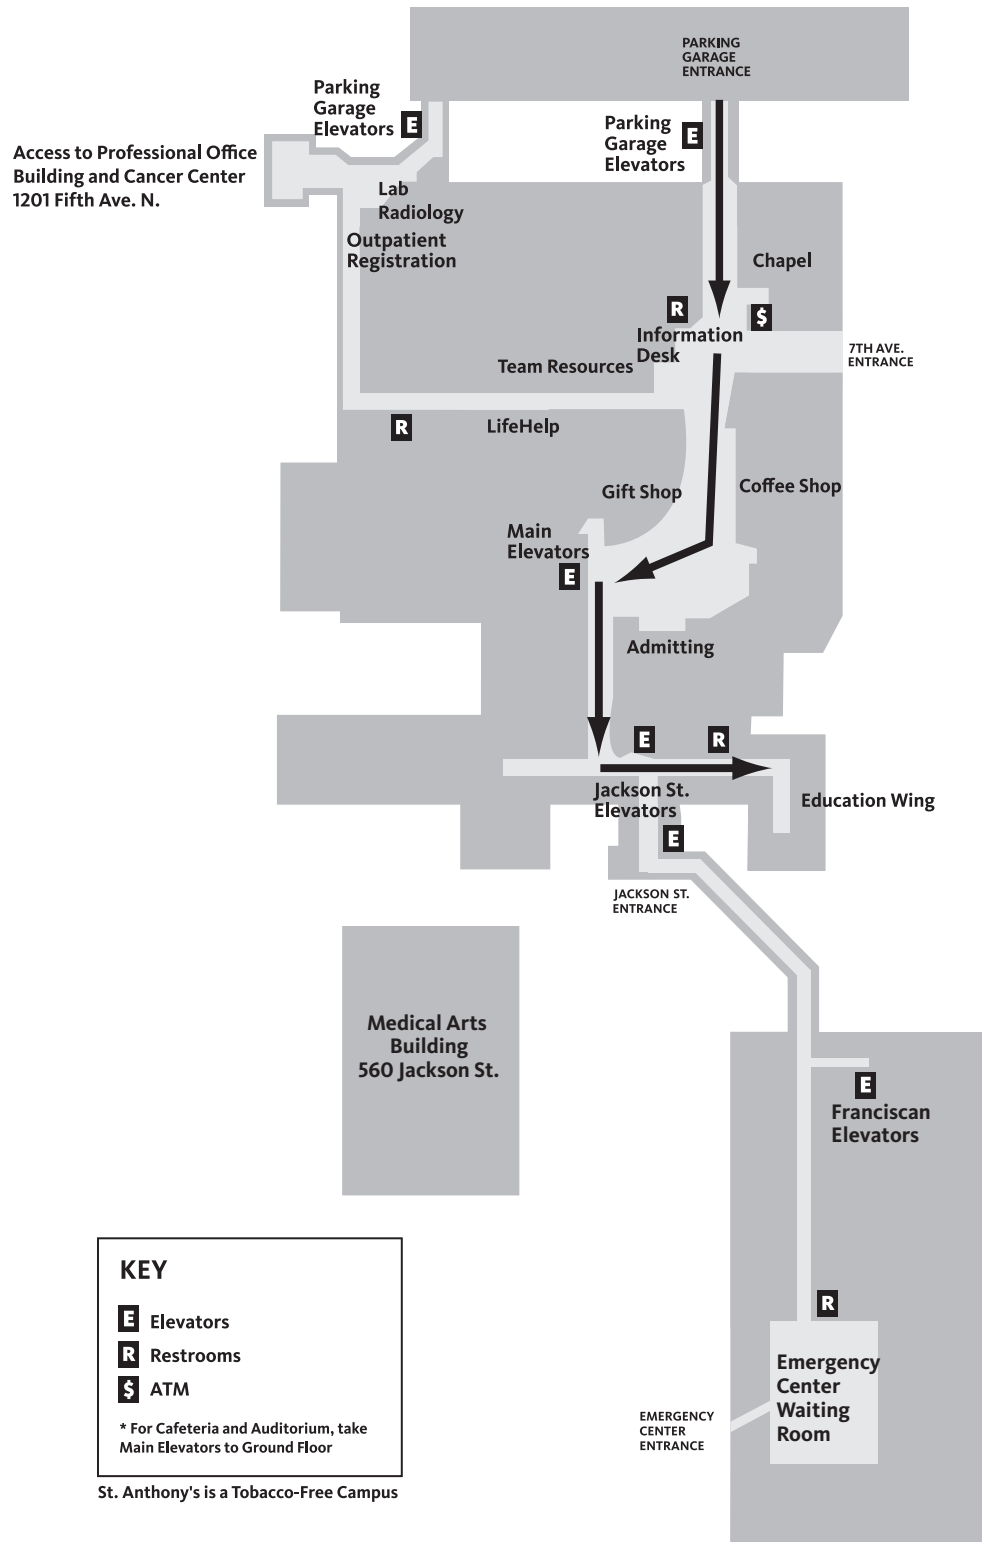 PARKING
GARAGE
ENTRANCE
Parking
Garage
Elevators
E
Parking
Garage
Elevators
E
Access to Professional Office
Building and Cancer Center
1201 Fifth Ave. N.
Lab
Radiology
Outpatient
Registration
Chapel
R
$
Information
Desk
7TH AVE.
ENTRANCE
Team Resources
R
LifeHelp
Gift Shop
Coffee Shop
Main
Elevators
E
Admitting
E
R
Jackson St.
Elevators
Education Wing
E
JACKSON ST.
ENTRANCE
Medical Arts
Building
560 Jackson St.
E
Franciscan
Elevators
R
Emergency
Center
Waiting
Room
EMERGENCY
CENTER
ENTRANCE
KEY
E Elevators
R Restrooms
$ ATM
* For Cafeteria and Auditorium, take
Main Elevators to Ground Floor
St. Anthony's is a Tobacco-Free Campus